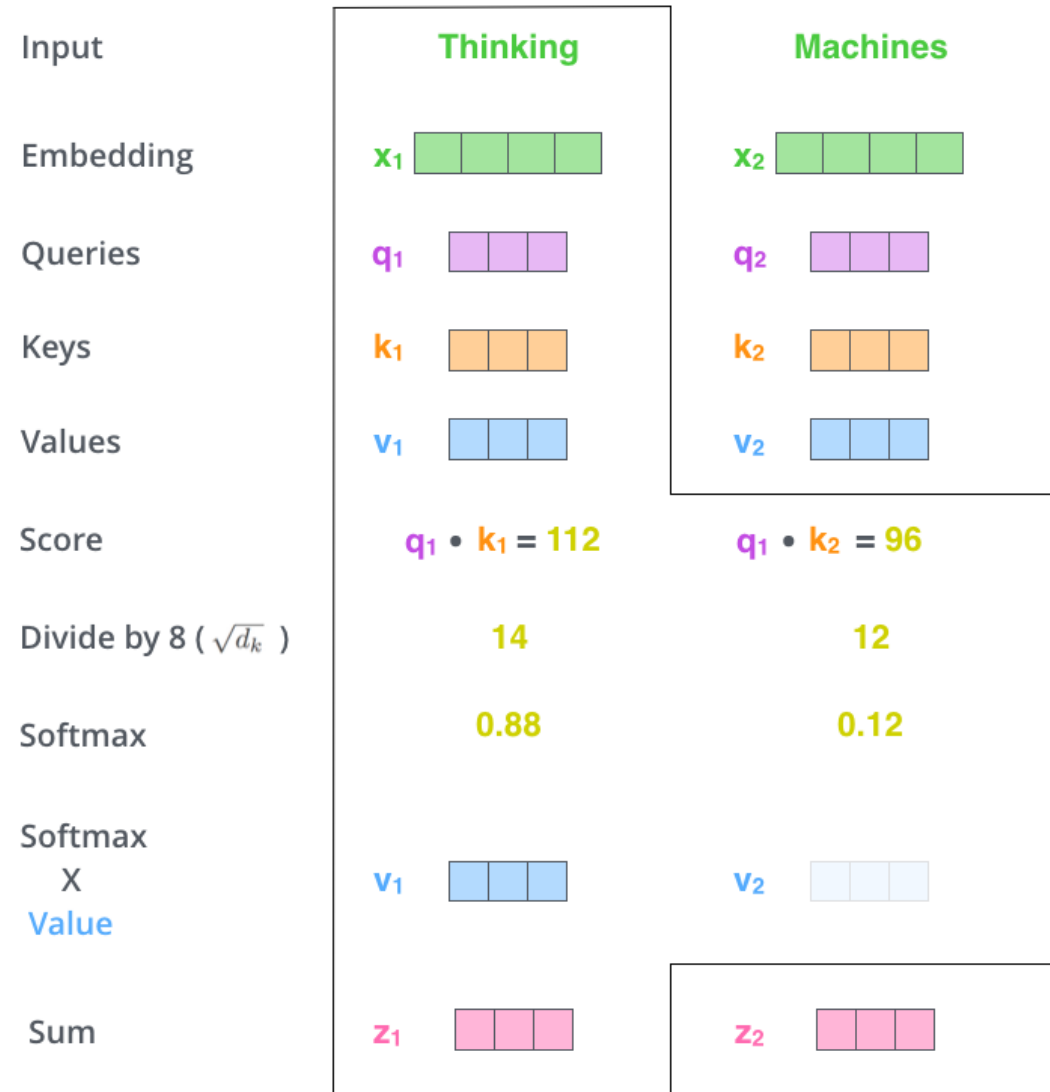 Input Thinking Machines
Embedding x₁ x₂
Queries q₁ q₂
Keys k₁ k₂
Values v₁ v₂
Score q₁ • k₁ = 112 q₁ • k₂ = 96
Divide by 8 ( √dₖ ) 14 12
Softmax 0.88 0.12
Softmax
X
Value v₁ v₂
Sum z₁ z₂